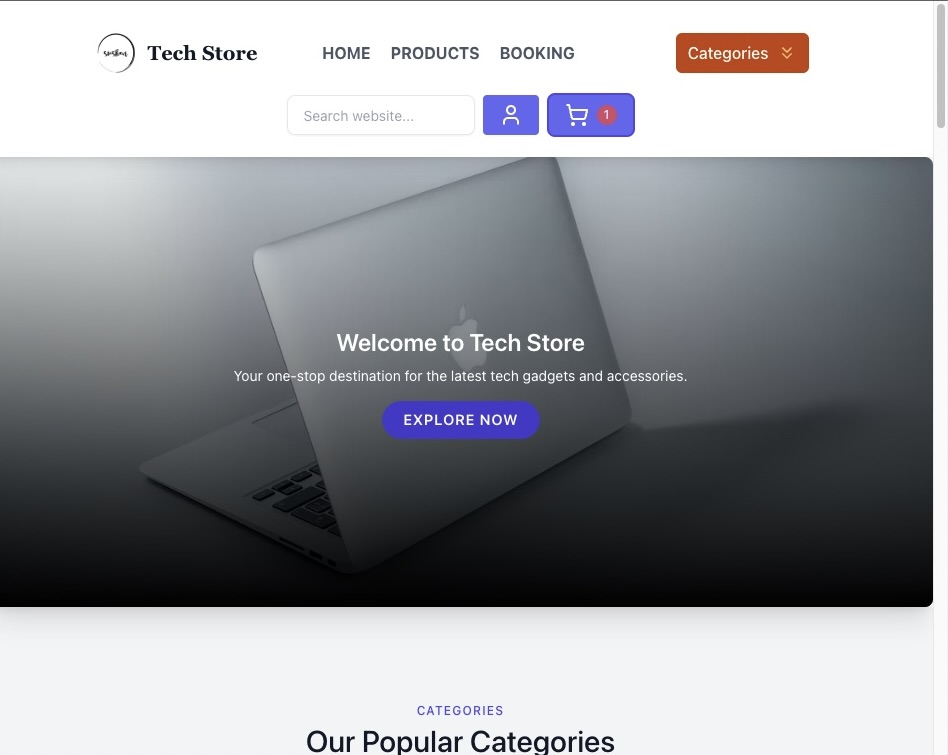 Tech Store
HOME PRODUCTS BOOKING
Categories
Search website...
1
Welcome to Tech Store
Your one-stop destination for the latest tech gadgets and accessories.
EXPLORE NOW
CATEGORIES
Our Popular Categories